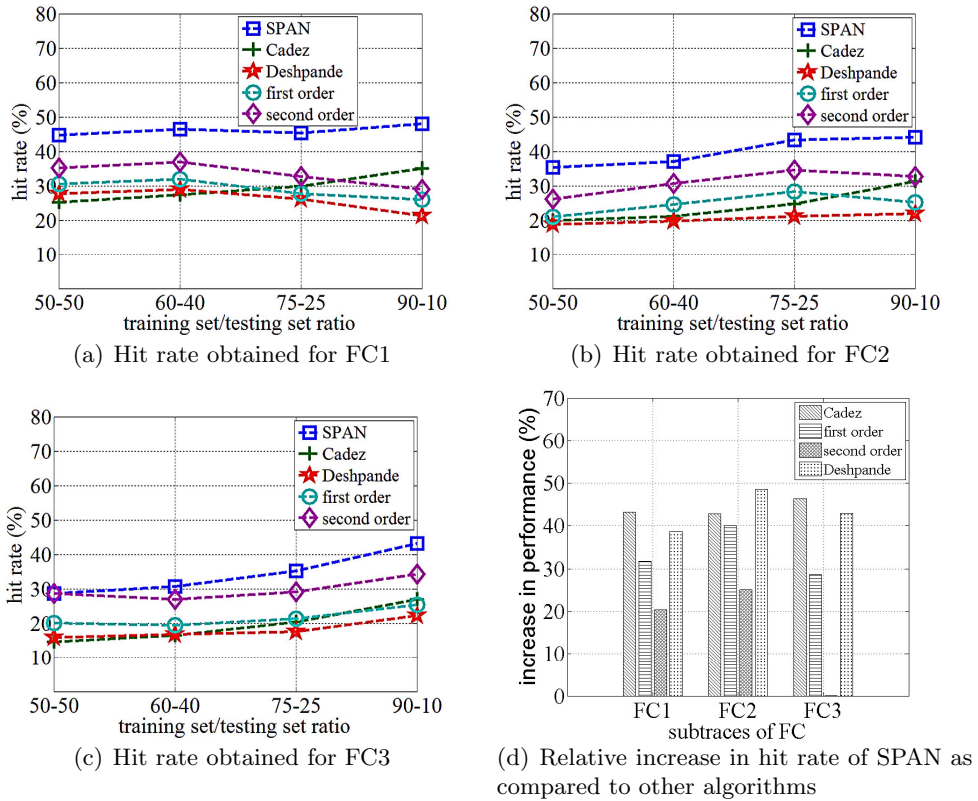 80
70
60
50
40
30
20
10
hit rate (%)
SPAN
Cadez
Deshpande
first order
second order
50-50 60-40 75-25 90-10
training set/testing set ratio
(a) Hit rate obtained for FC1
80
70
60
50
40
30
20
10
hit rate (%)
SPAN
Cadez
Deshpande
first order
second order
50-50 60-40 75-25 90-10
training set/testing set ratio
(b) Hit rate obtained for FC2
80
70
60
50
40
30
20
10
hit rate (%)
SPAN
Cadez
Deshpande
first order
second order
50-50 60-40 75-25 90-10
training set/testing set ratio
(c) Hit rate obtained for FC3
70
60
50
40
30
20
10
0
increase in performance (%)
Cadez
first order
second order
Deshpande
FC1 FC2 FC3
subtraces of FC
(d) Relative increase in hit rate of SPAN as
compared to other algorithms